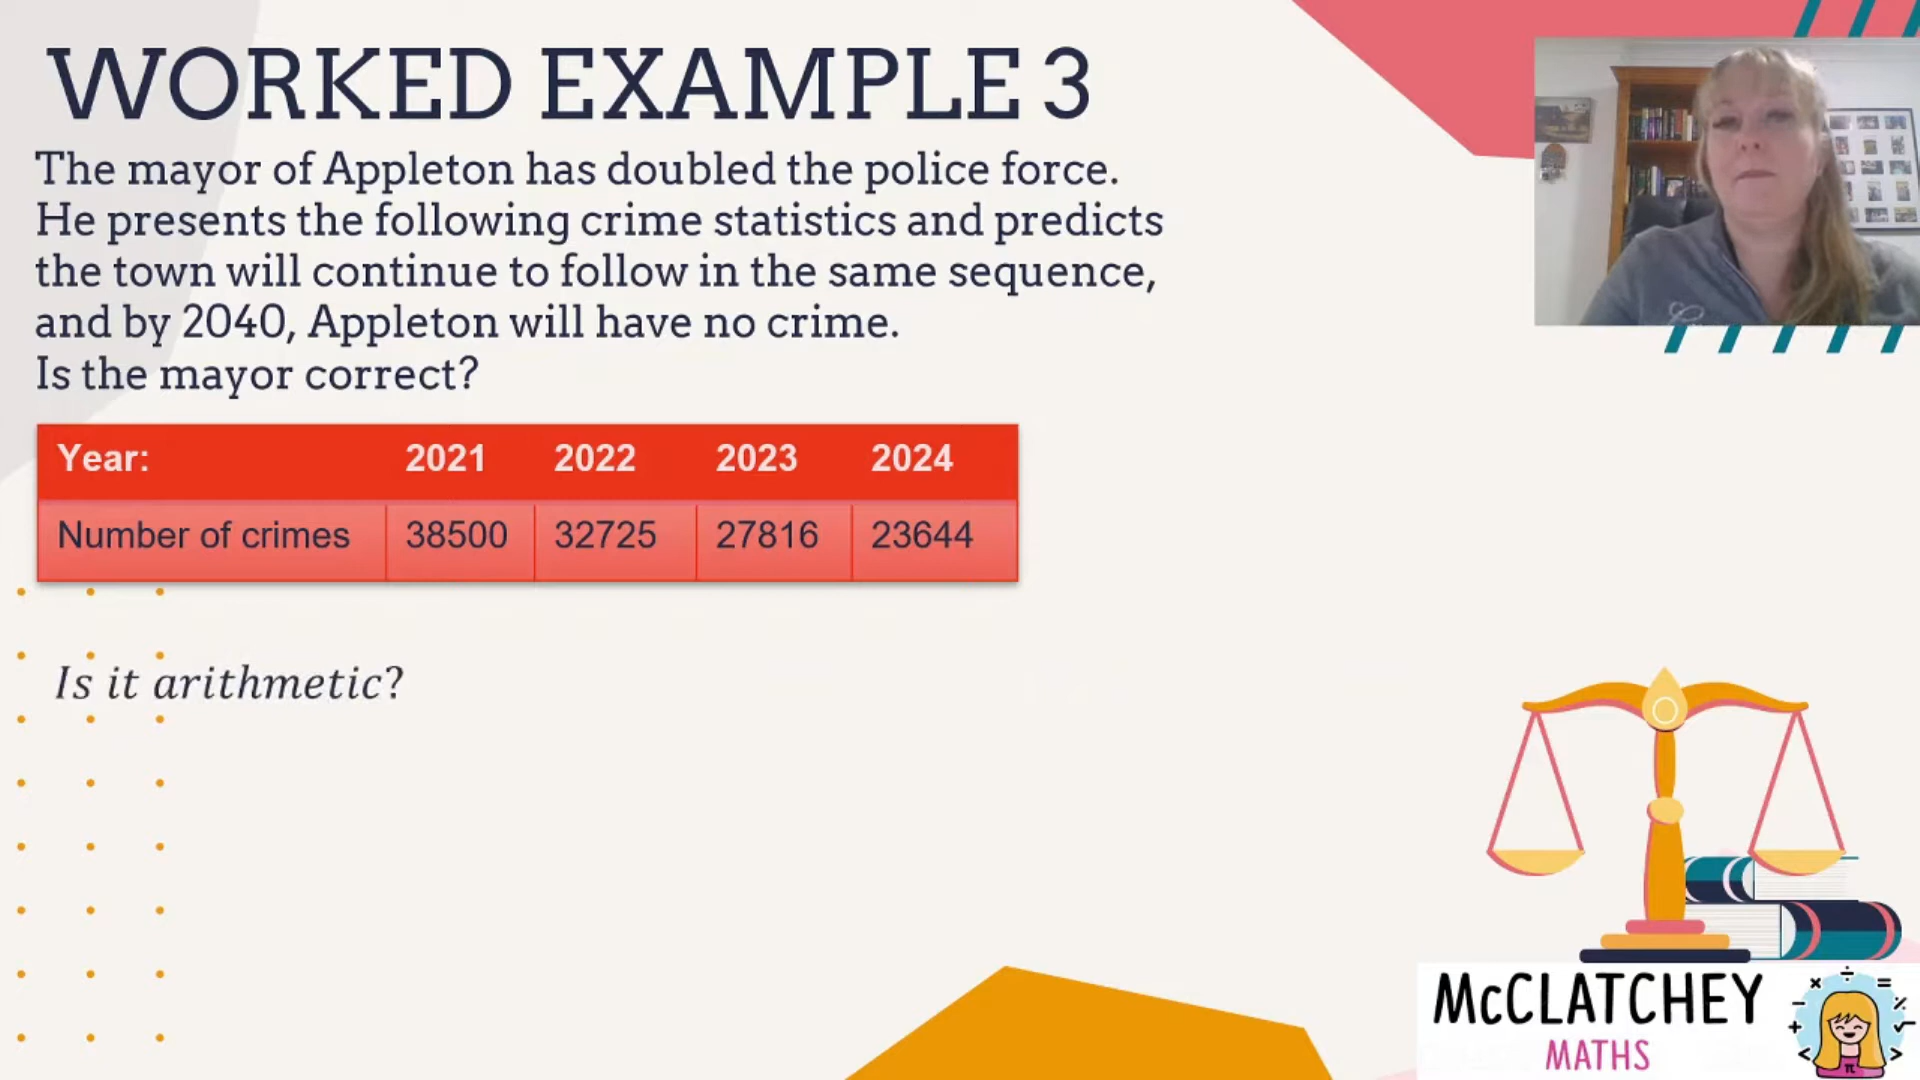 WORKED EXAMPLE 3
The mayor of Appleton has doubled the police force.
He presents the following crime statistics and predicts
the town will continue to follow in the same sequence,
and by 2040, Appleton will have no crime.
Is the mayor correct?
Year: 2021 2022 2023 2024
Number of crimes 38500 32725 27816 23644
Is it arithmetic?
McCLATCHEY
MATHS